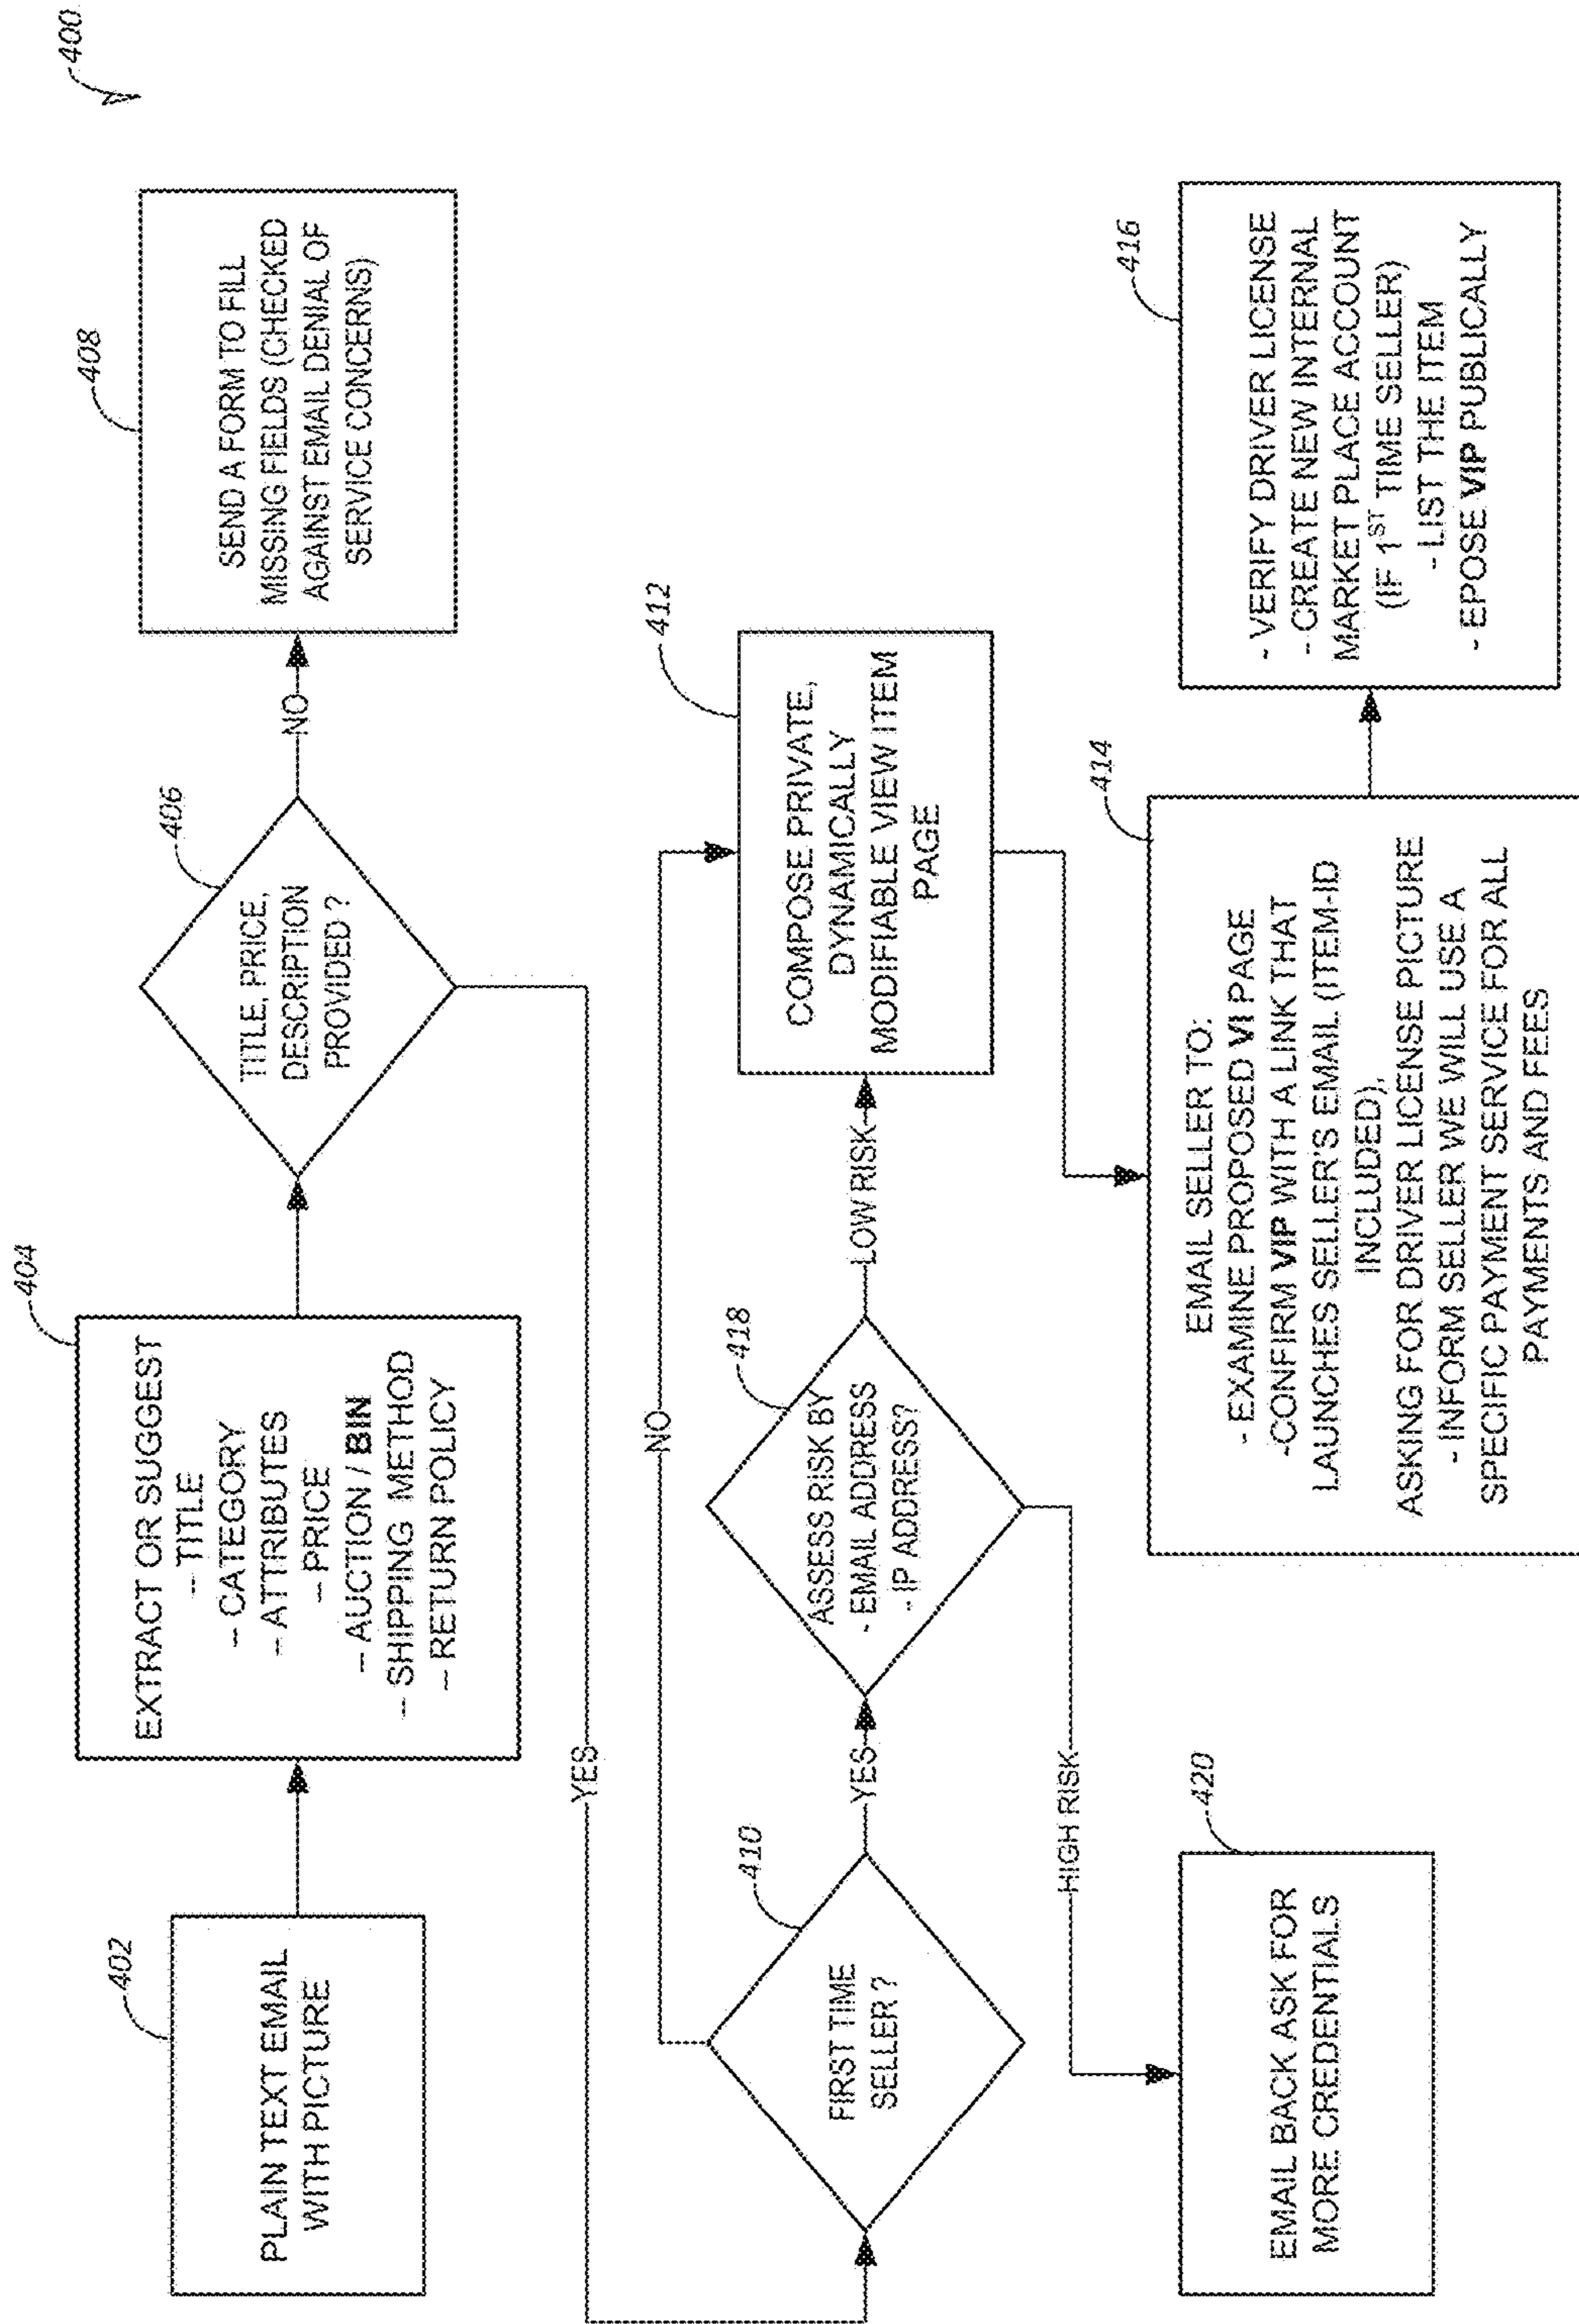 400
402
PLAIN TEXT EMAIL
WITH PICTURE
404
EXTRACT OR SUGGEST
-- TITLE
-- CATEGORY
-- ATTRIBUTES
-- PRICE
-- AUCTION / BIN
-- SHIPPING METHOD
-- RETURN POLICY
406
TITLE, PRICE,
DESCRIPTION
PROVIDED ?
NO
408
SEND A FORM TO FILL
MISSING FIELDS (CHECKED
AGAINST EMAIL DENIAL OF
SERVICE CONCERNS)
YES
410
FIRST TIME
SELLER ?
NO
YES
418
ASSESS RISK BY
- EMAIL ADDRESS
- IP ADDRESS?
LOW RISK
412
COMPOSE PRIVATE,
DYNAMICALLY
MODIFIABLE VIEW ITEM
PAGE
HIGH RISK
420
EMAIL BACK ASK FOR
MORE CREDENTIALS
414
EMAIL SELLER TO:
- EXAMINE PROPOSED VI PAGE
-CONFIRM VIP WITH A LINK THAT
LAUNCHES SELLER'S EMAIL (ITEM-ID
INCLUDED),
ASKING FOR DRIVER LICENSE PICTURE
- INFORM SELLER WE WILL USE A
SPECIFIC PAYMENT SERVICE FOR ALL
PAYMENTS AND FEES
416
- VERIFY DRIVER LICENSE
- CREATE NEW INTERNAL
MARKET PLACE ACCOUNT
(IF 1ST TIME SELLER)
- LIST THE ITEM
- EPOSE VIP PUBLICALLY